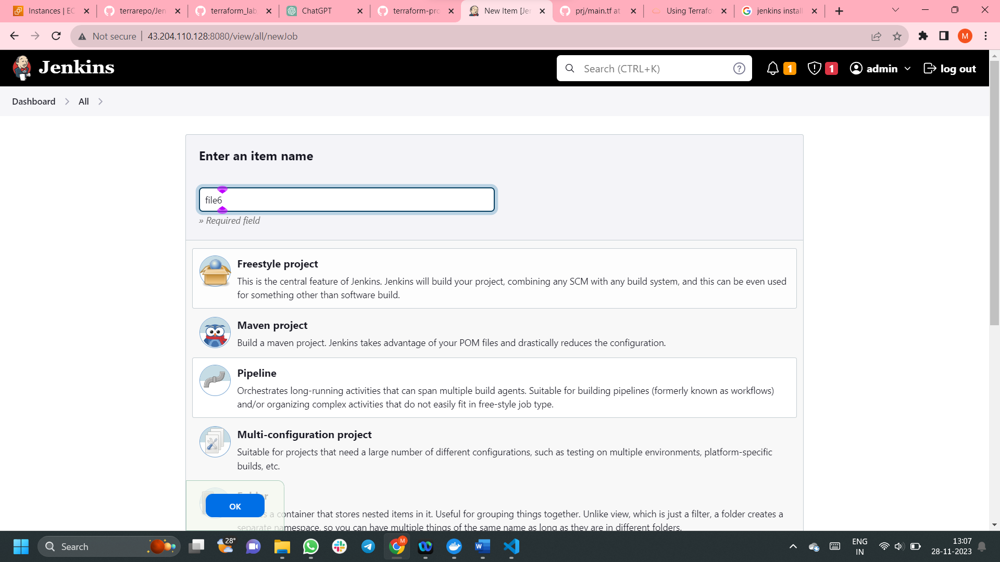 Instances | EC
terrarepo/Jen
terraform_lab
ChatGPT
terraform-pro
New Item [Je
prj/main.tf at
Using Terrafo
jenkins install
Not secure
43.204.110.128:8080/view/all/newJob
M
Jenkins
Search (CTRL+K)
1
1
admin
log out
Dashboard
All
Enter an item name
file6
» Required field
Freestyle project
This is the central feature of Jenkins. Jenkins will build your project, combining any SCM with any build system, and this can be even used
for something other than software build.
Maven project
Build a maven project. Jenkins takes advantage of your POM files and drastically reduces the configuration.
Pipeline
Orchestrates long-running activities that can span multiple build agents. Suitable for building pipelines (formerly known as workflows)
and/or organizing complex activities that do not easily fit in free-style job type.
Multi-configuration project
Suitable for projects that need a large number of different configurations, such as testing on multiple environments, platform-specific
builds, etc.
OK
a container that stores nested items in it. Useful for grouping things together. Unlike view, which is just a filter, a folder creates a
separate namespace, so you can have multiple things of the same name as long as they are in different folders.
Search
28°
M
ENG
IN
13:07
28-11-2023